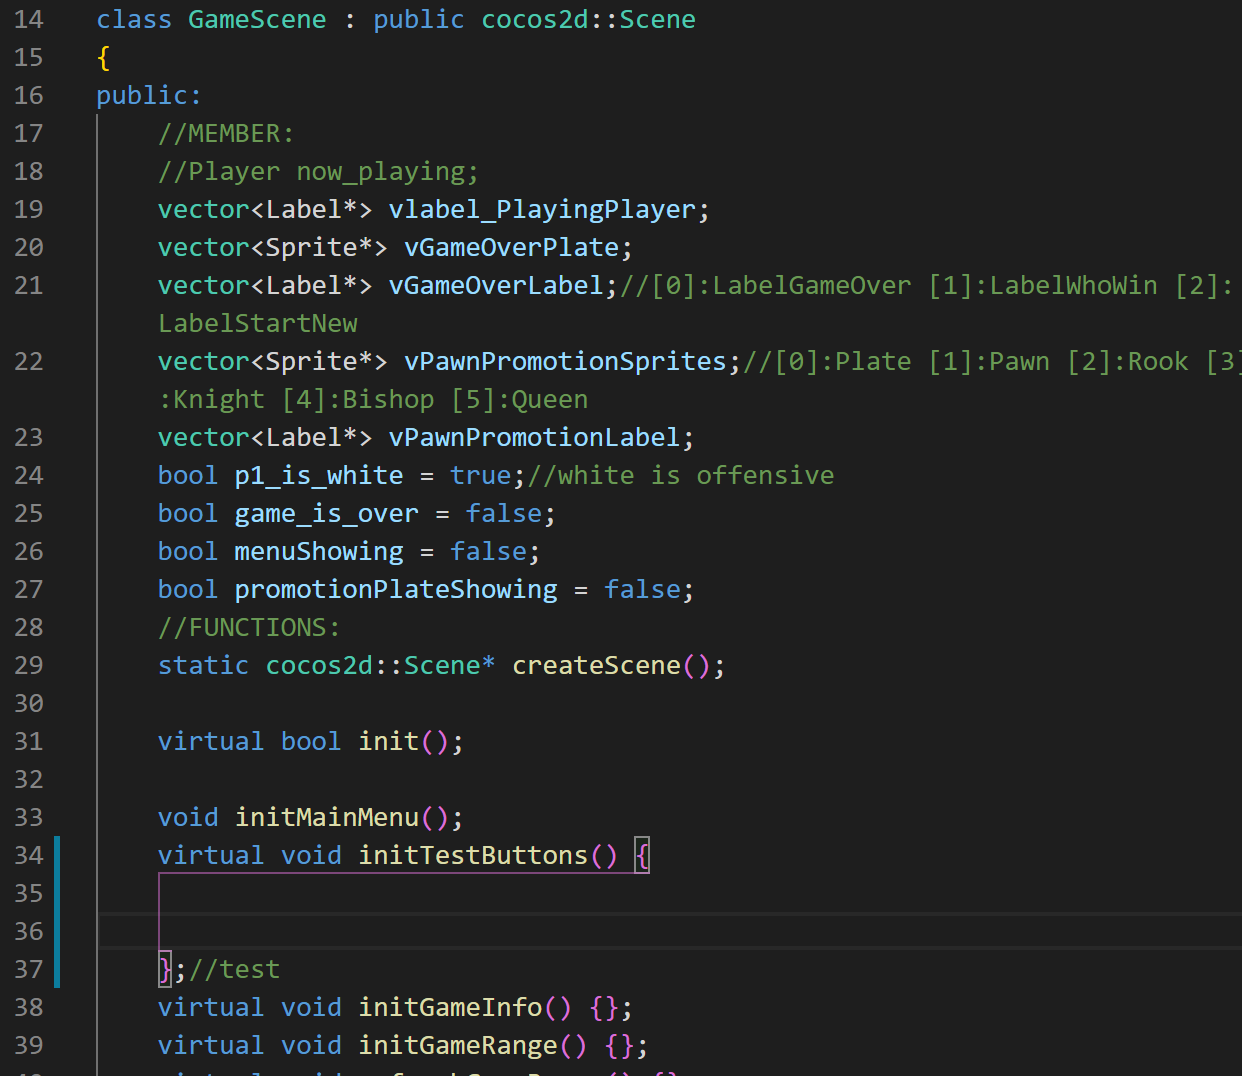 14 class GameScene : public cocos2d::Scene
15 {
16 public:
17 //MEMBER:
18 //Player now_playing;
19 vector<Label*> vlabel_PlayingPlayer;
20 vector<Sprite*> vGameOverPlate;
21 vector<Label*> vGameOverLabel;//[0]:LabelGameOver [1]:LabelWhoWin [2]:
LabelStartNew
22 vector<Sprite*> vPawnPromotionSprites;//[0]:Plate [1]:Pawn [2]:Rook [3]
:Knight [4]:Bishop [5]:Queen
23 vector<Label*> vPawnPromotionLabel;
24 bool p1_is_white = true;//white is offensive
25 bool game_is_over = false;
26 bool menuShowing = false;
27 bool promotionPlateShowing = false;
28 //FUNCTIONS:
29 static cocos2d::Scene* createScene();
30
31 virtual bool init();
32
33 void initMainMenu();
34 virtual void initTestButtons() {
35
36
37 };//test
38 virtual void initGameInfo() {};
39 virtual void initGameRange() {};